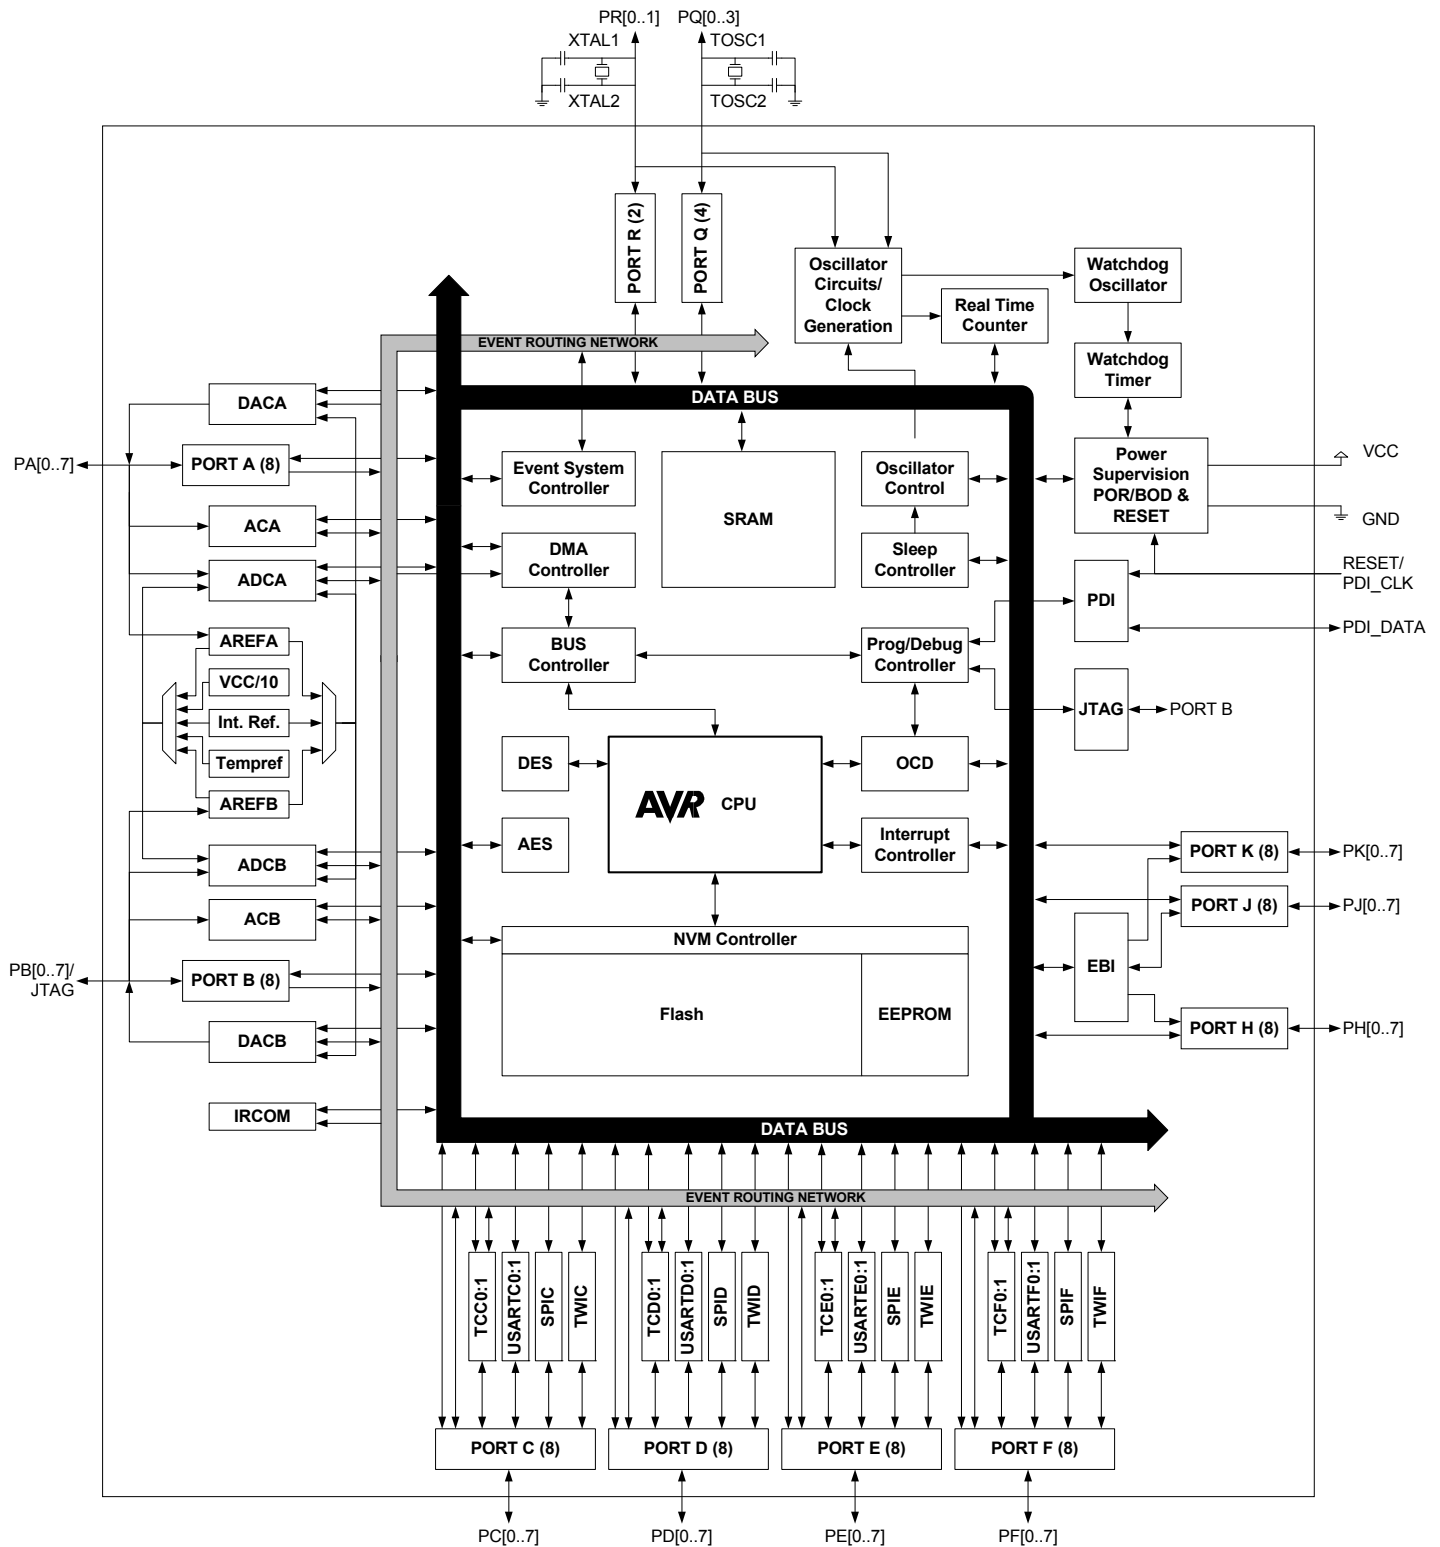 PR[0..1] PQ[0..3]
XTAL1 TOSC1
XTAL2 TOSC2
PORT R (2)
PORT Q (4)
Oscillator
Circuits/
Clock
Generation
Watchdog
Oscillator
Real Time
Counter
Watchdog
Timer
EVENT ROUTING NETWORK
DATA BUS
DACA
PA[0..7]
PORT A (8)
ACA
ADCA
AREFA
VCC/10
Int. Ref.
Tempref
AREFB
ADCB
ACB
PB[0..7]/
JTAG
PORT B (8)
DACB
IRCOM
Event System
Controller
SRAM
Oscillator
Control
DMA
Controller
Sleep
Controller
BUS
Controller
Prog/Debug
Controller
DES
AVR CPU
OCD
AES
Interrupt
Controller
NVM Controller
Flash
EEPROM
Power
Supervision
POR/BOD &
RESET
VCC
GND
RESET/
PDI_CLK
PDI
PDI_DATA
JTAG
PORT B
PORT K (8)
PK[0..7]
PORT J (8)
PJ[0..7]
EBI
PORT H (8)
PH[0..7]
DATA BUS
EVENT ROUTING NETWORK
TCC0:1
USARTC0:1
SPIC
TWIC
TCD0:1
USARTD0:1
SPID
TWID
TCE0:1
USARTE0:1
SPIE
TWIE
TCF0:1
USARTF0:1
SPIF
TWIF
PORT C (8)
PORT D (8)
PORT E (8)
PORT F (8)
PC[0..7]
PD[0..7]
PE[0..7]
PF[0..7]